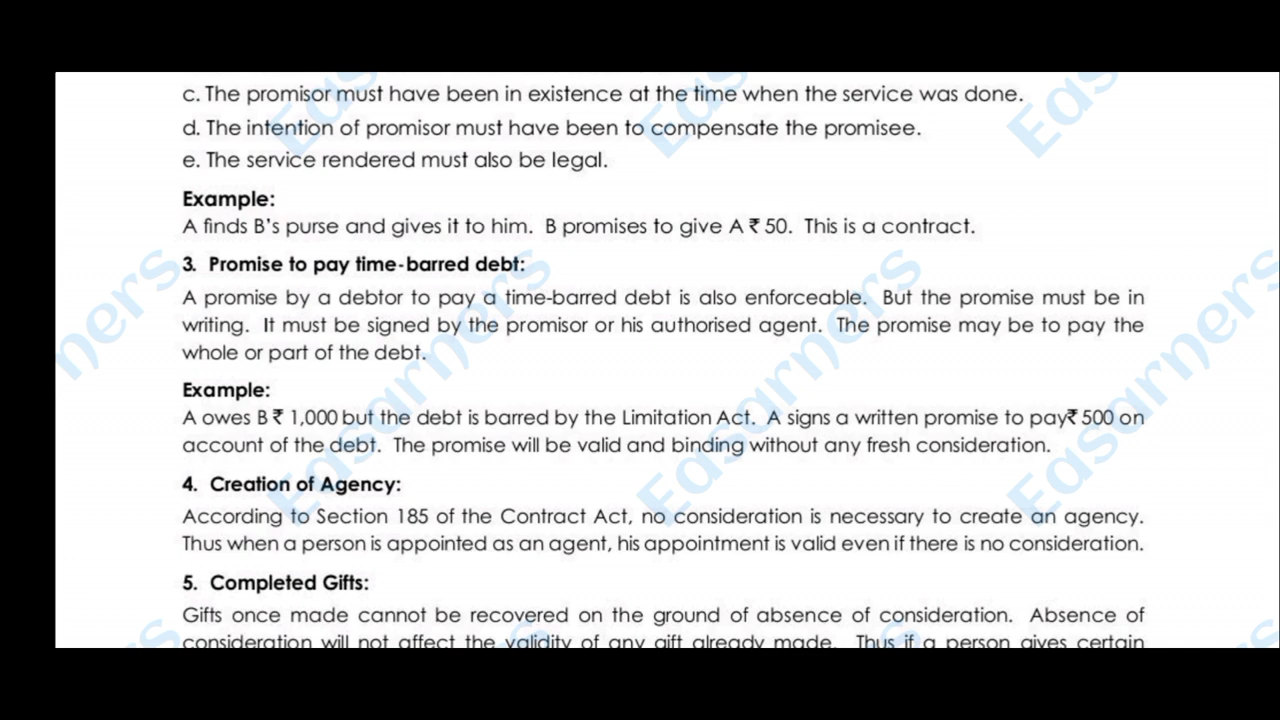 c. The promisor must have been in existence at the time when the service was done.
d. The intention of promisor must have been to compensate the promisee.
e. The service rendered must also be legal.
Example:
A finds B's purse and gives it to him. B promises to give A ₹ 50. This is a contract.
3. Promise to pay time-barred debt:
A promise by a debtor to pay a time-barred debt is also enforceable. But the promise must be in
writing. It must be signed by the promisor or his authorised agent. The promise may be to pay the
whole or part of the debt.
Example:
A owes B ₹ 1,000 but the debt is barred by the Limitation Act. A signs a written promise to pay₹ 500 on
account of the debt. The promise will be valid and binding without any fresh consideration.
4. Creation of Agency:
According to Section 185 of the Contract Act, no consideration is necessary to create an agency.
Thus when a person is appointed as an agent, his appointment is valid even if there is no consideration.
5. Completed Gifts:
Gifts once made cannot be recovered on the ground of absence of consideration. Absence of
consideration will not affect the validity of any gift already made. Thus if a person gives certain
Easarners
Easarners
Easarners